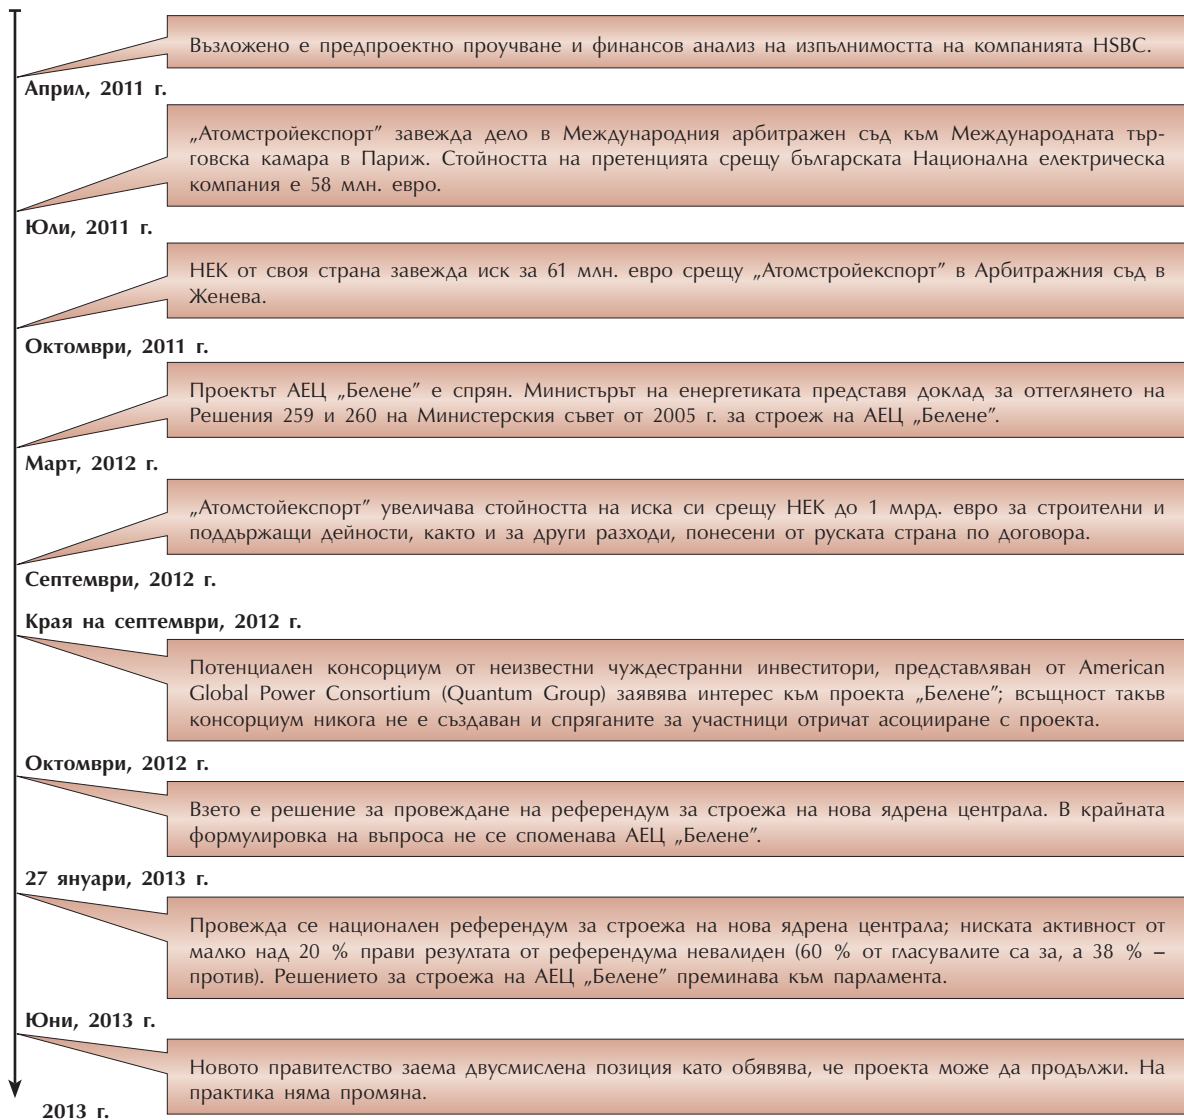 Възложено е предпроектно проучване и финансов анализ на изпълнимостта на компанията HSBC.
Април, 2011 г.
„Атомстройекспорт” завежда дело в Международния арбитражен съд към Международната тър-
говска камара в Париж. Стойността на претенцията срещу българската Национална електрическа
компания е 58 млн. евро.
Юли, 2011 г.
НЕК от своя страна завежда иск за 61 млн. евро срещу „Атомстройекспорт” в Арбитражния съд в
Женева.
Октомври, 2011 г.
Проектът АЕЦ „Белене” е спрян. Министърът на енергетиката представя доклад за оттеглянето на
Решения 259 и 260 на Министерския съвет от 2005 г. за строеж на АЕЦ „Белене”.
Март, 2012 г.
„Атомстойекспорт” увеличава стойността на иска си срещу НЕК до 1 млрд. евро за строителни и
поддържащи дейности, както и за други разходи, понесени от руската страна по договора.
Септември, 2012 г.
Края на септември, 2012 г.
Потенциален консорциум от неизвестни чуждестранни инвеститори, представляван от American
Global Power Consortium (Quantum Group) заявява интерес към проекта „Белене”; всъщност такъв
консорциум никога не е създаван и спряганите за участници отричат асоцииране с проекта.
Октомври, 2012 г.
Взето е решение за провеждане на референдум за строежа на нова ядрена централа. В крайната
формулировка на въпроса не се споменава АЕЦ „Белене”.
27 януари, 2013 г.
Провежда се национален референдум за строежа на нова ядрена централа; ниската активност от
малко над 20 % прави резултата от референдума невалиден (60 % от гласувалите са за, а 38 % –
против). Решението за строежа на АЕЦ „Белене” преминава към парламента.
Юни, 2013 г.
Новото правителство заема двусмислена позиция като обявява, че проекта може да продължи. На
практика няма промяна.
2013 г.